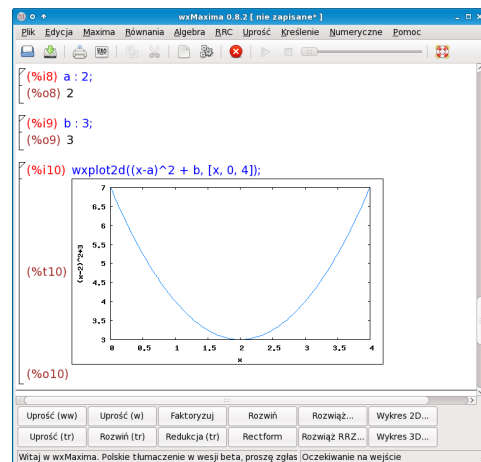 wxMaxima 0.8.2 [ nie zapisane* ]
Plik Edycja Maxima Równania Algebra RRC Uprość Kreślenie Numeryczne Pomoc
(%i8) a : 2;
(%o8) 2
(%i9) b : 3;
(%o9) 3
(%i10) wxplot2d((x-a)^2 + b, [x, 0, 4]);
(%t10)
7
6.5
6
5.5
5
4.5
4
3.5
3
(x-2)^2+3
0 0.5 1 1.5 2 2.5 3 3.5 4
x
(%o10)
Uprość (ww) Uprość (w) Faktoryzuj Rozwiń Rozwiąż... Wykres 2D...
Uprość (tr) Rozwiń (tr) Redukcja (tr) Rectform Rozwiąż RRZ... Wykres 3D...
Witaj w wxMaxima. Polskie tłumaczenie w wesji beta, proszę zgłas Oczekiwanie na wejście